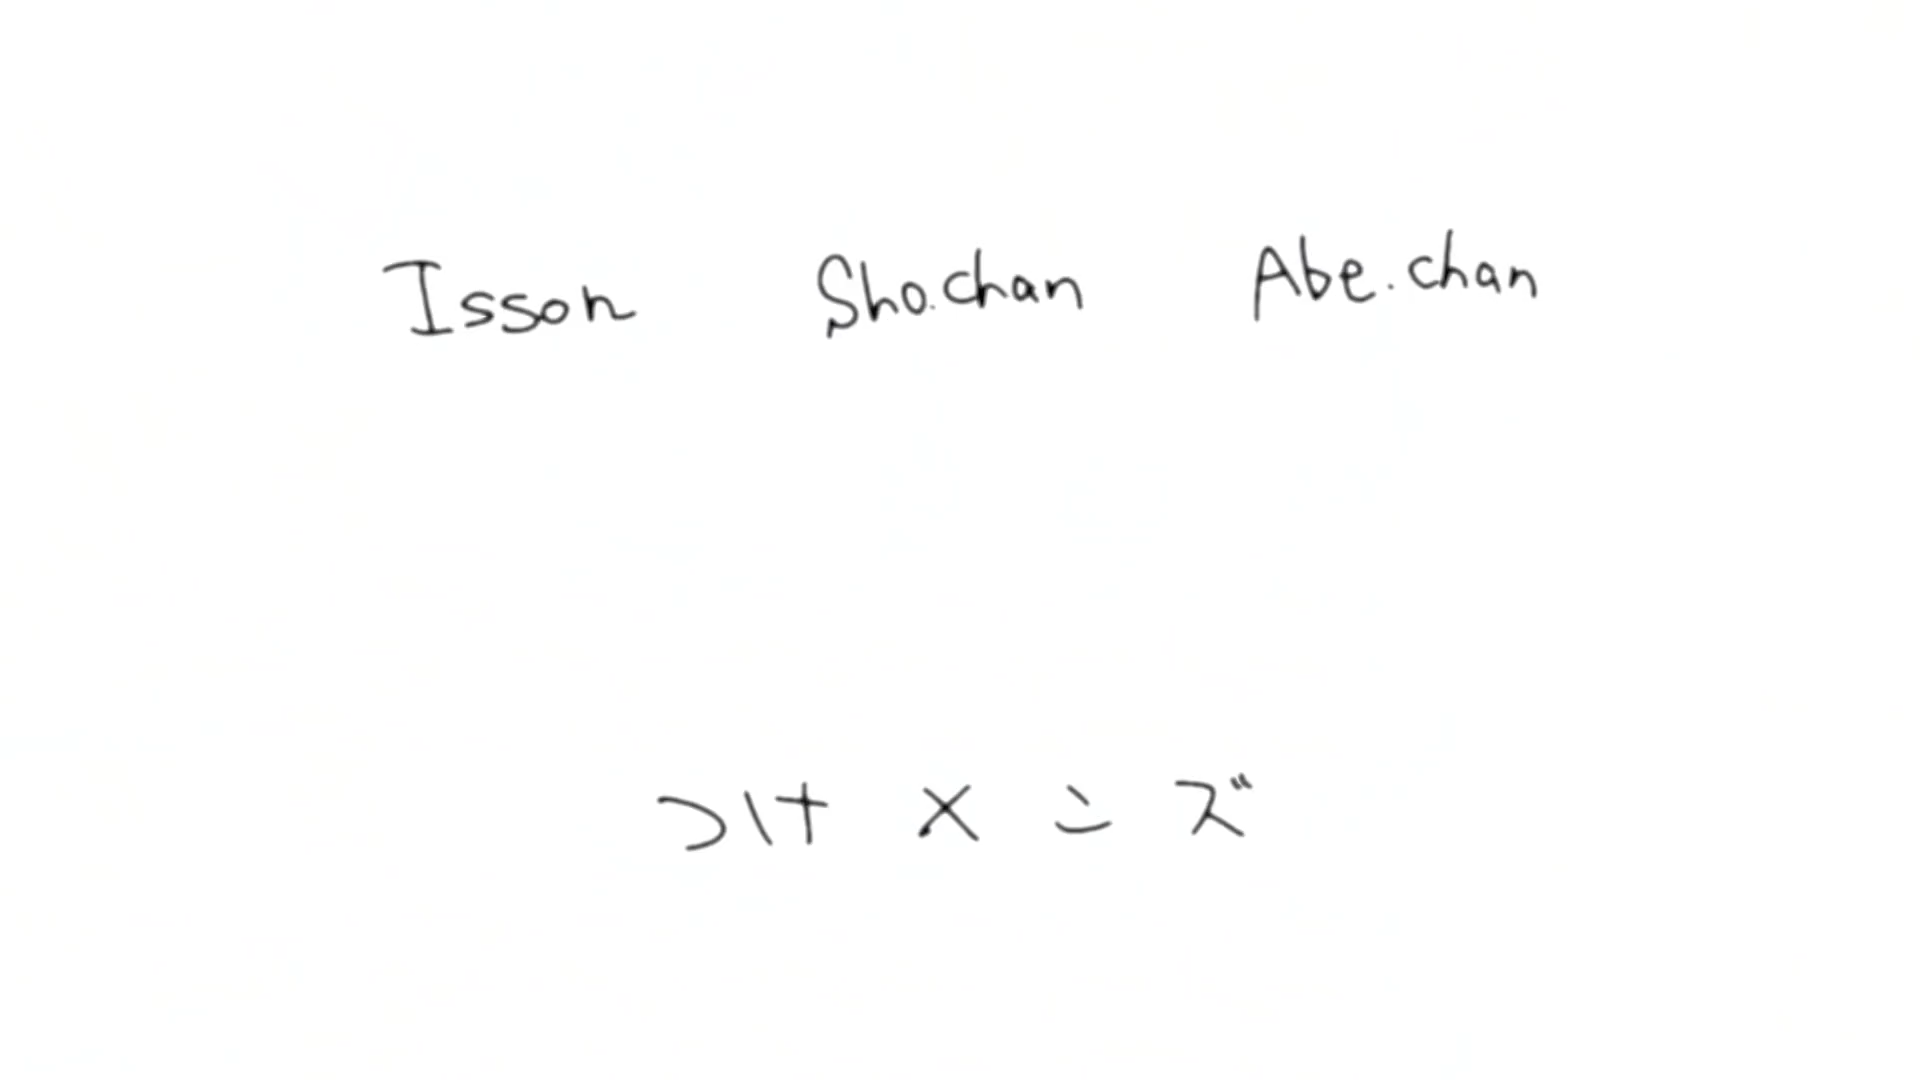 Isson Sho.chan Abe.chan
つけ×ニズ